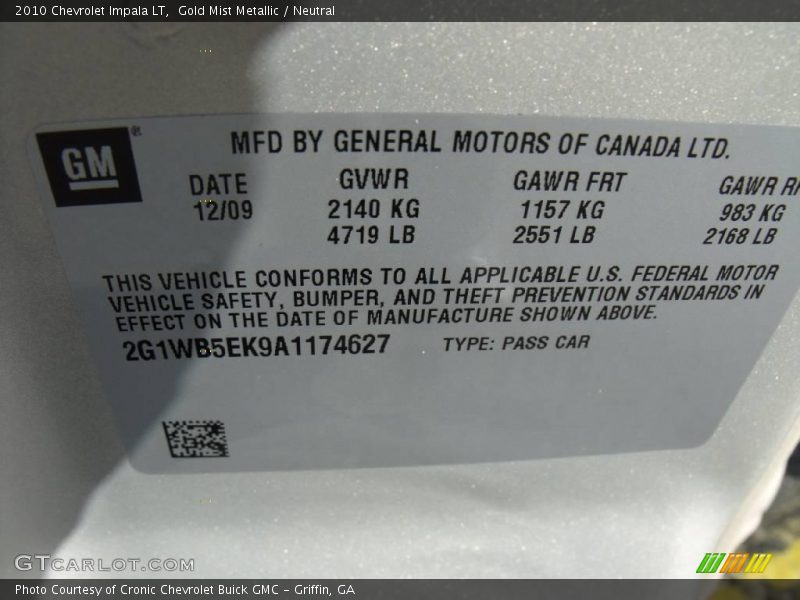 2010 Chevrolet Impala LT,  Gold Mist Metallic / Neutral
GM®
MFD BY GENERAL MOTORS OF CANADA LTD.
DATE GVWR GAWR FRT GAWR
12/09 2140 KG 1157 KG 983 KG
4719 LB 2551 LB 2168 LB
THIS VEHICLE CONFORMS TO ALL APPLICABLE U.S. FEDERAL MOTOR
VEHICLE SAFETY, BUMPER, AND THEFT PREVENTION STANDARDS IN
EFFECT ON THE DATE OF MANUFACTURE SHOWN ABOVE.
2G1WB5EK9A1174627 TYPE: PASS CAR
GTCARLOT.COM
Photo Courtesy of Cronic Chevrolet Buick GMC – Griffin, GA